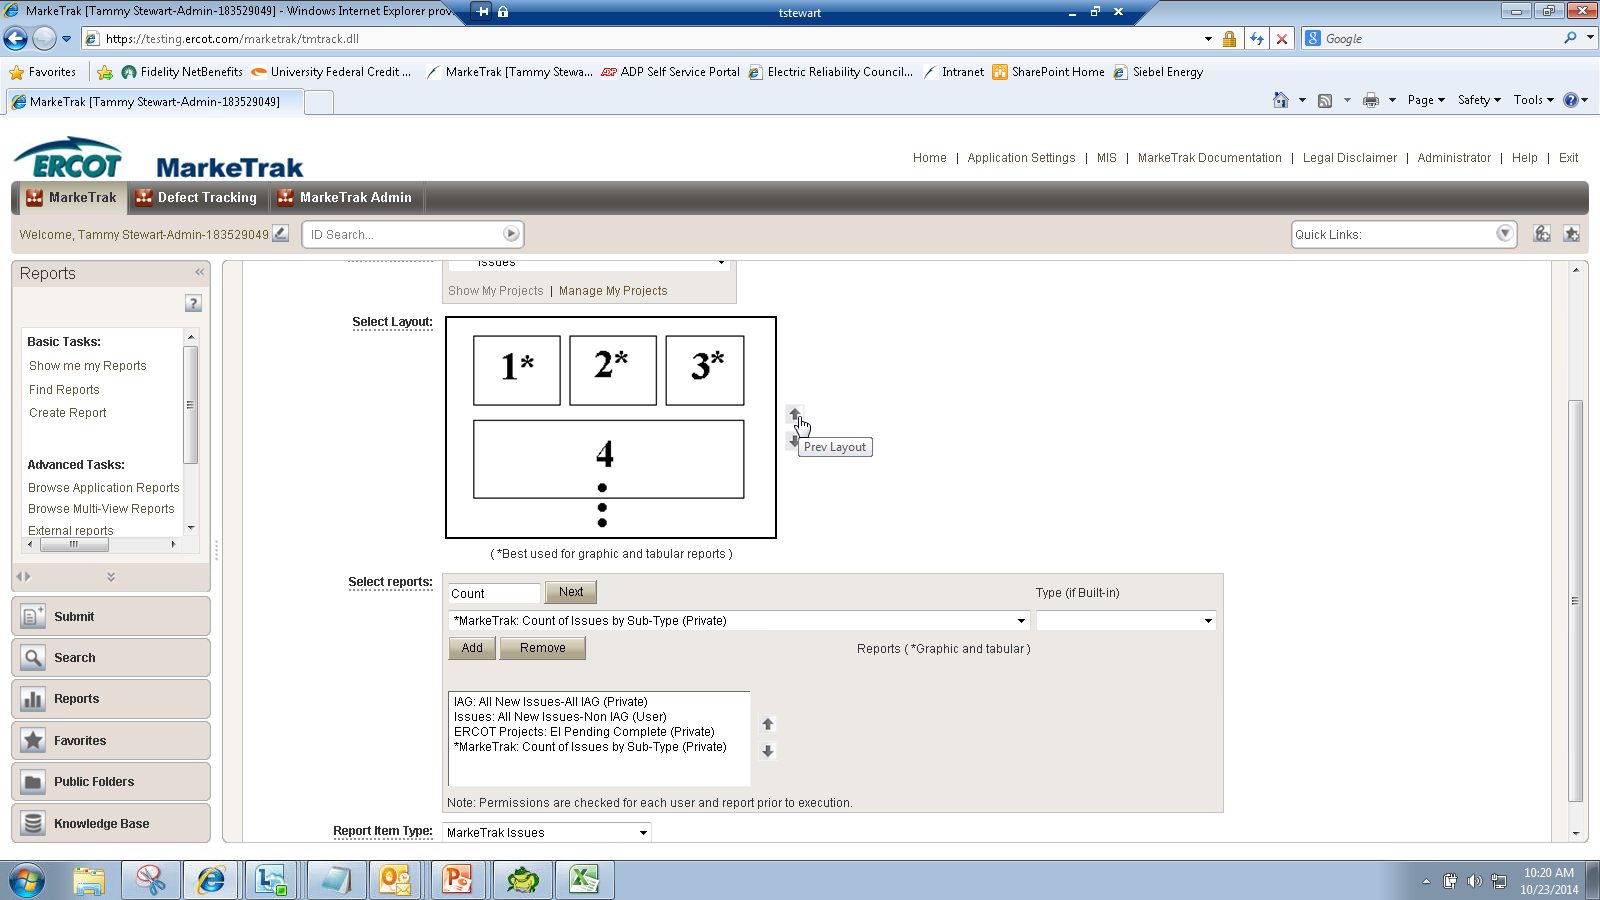 MarkeTrak [Tammy Stewart-Admin-183529049] - Windows Internet Explorer prov
tstewart
https://testing.ercot.com/marketrak/tmtrack.dll
Google
Favorites
Fidelity NetBenefits
University Federal Credit ...
MarkeTrak [Tammy Stewa...
ADP Self Service Portal
Electric Reliability Council...
Intranet
SharePoint Home
Siebel Energy
MarkeTrak [Tammy Stewart-Admin-183529049]
Page
Safety
Tools
ERCOT
MarkeTrak
Home | Application Settings | MIS | MarkeTrak Documentation | Legal Disclaimer | Administrator | Help | Exit
MarkeTrak
Defect Tracking
MarkeTrak Admin
Welcome, Tammy Stewart-Admin-183529049
ID Search...
Quick Links:
Reports
Basic Tasks:
Show me my Reports
Find Reports
Create Report
Advanced Tasks:
Browse Application Reports
Browse Multi-View Reports
External reports
Submit
Search
Reports
Favorites
Public Folders
Knowledge Base
Issues
Show My Projects | Manage My Projects
Select Layout:
1* 2* 3*
4
Prev Layout
( *Best used for graphic and tabular reports )
Select reports:
Count
Next
Type (if Built-in)
*MarkeTrak: Count of Issues by Sub-Type (Private)
Add
Remove
Reports ( *Graphic and tabular )
IAG: All New Issues-All IAG (Private)
Issues: All New Issues-Non IAG (User)
ERCOT Projects: EI Pending Complete (Private)
*MarkeTrak: Count of Issues by Sub-Type (Private)
Note: Permissions are checked for each user and report prior to execution.
Report Item Type:
MarkeTrak Issues
10:20 AM
10/23/2014